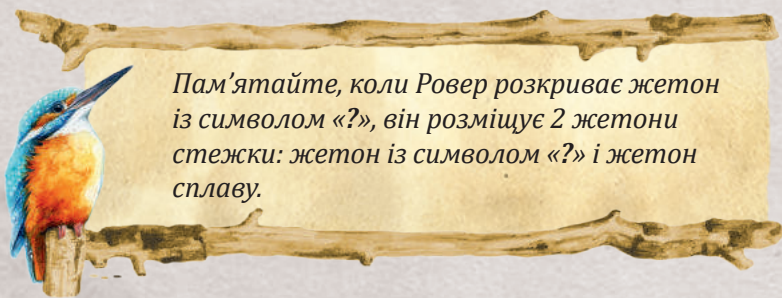 Пам’ятайте, коли Ровер розкриває жетон
із символом «?», він розміщує 2 жетони
стежки: жетон із символом «?» і жетон
сплаву.